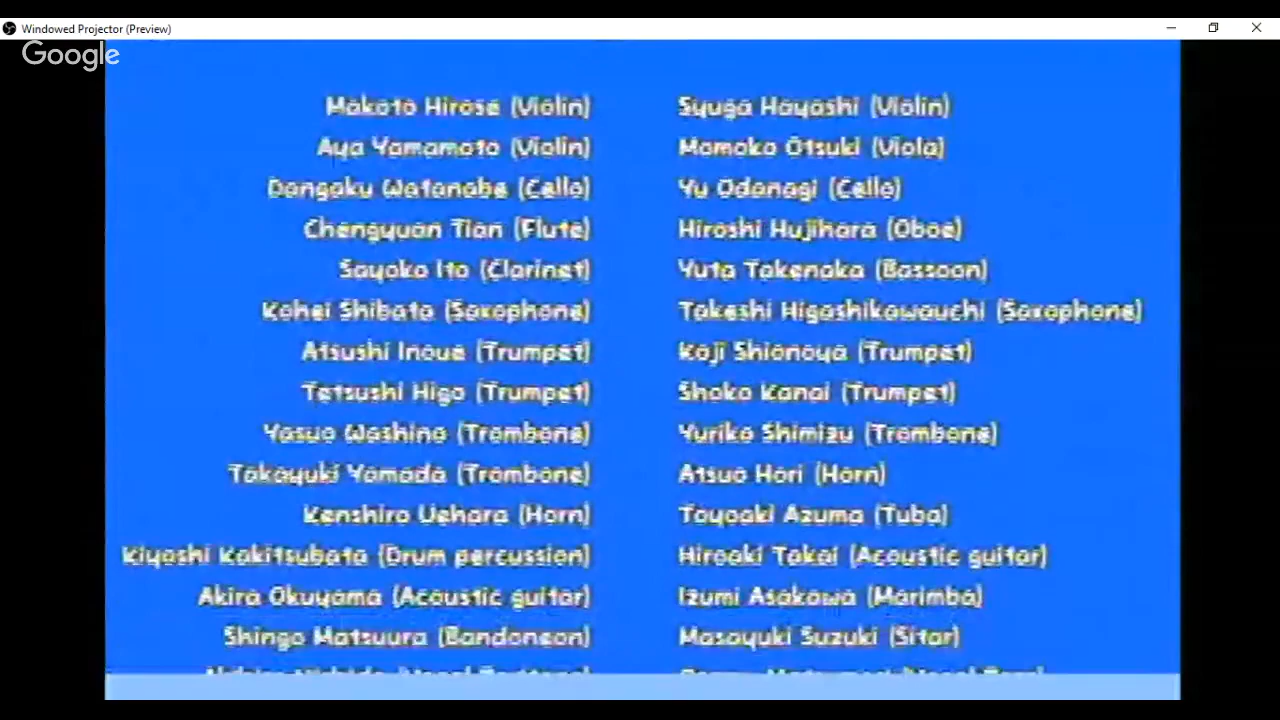 Windowed Projector (Preview)
Google
Makoto Hirose (Violin) Syuga Hayashi (Violin)
Aya Yamamoto (Violin) Momoko Otsuki (Viola)
Dongaku Watanabe (Cello) Yu Odanagi (Cello)
Chengyuan Tian (Flute) Hiroshi Hujihara (Oboe)
Sayoko Ito (Clarinet) Yuta Takenaka (Bassoon)
Kohei Shibata (Saxophone) Takeshi Higashikawauchi (Saxophone)
Atsushi Inoue (Trumpet) Koji Shionoya (Trumpet)
Tetsushi Higo (Trumpet) Shoko Kanai (Trumpet)
Yasuo Washino (Trombone) Yuriko Shimizu (Trombone)
Takayuki Yamada (Trombone) Atsuo Hori (Horn)
Kenshiro Uehara (Horn) Toyoaki Azuma (Tuba)
Kiyoshi Kakitsubata (Drum percussion) Hiroaki Takai (Acoustic guitar)
Akira Okuyama (Acoustic guitar) Izumi Asakawa (Marimba)
Shingo Matsuura (Bandoneon) Masayuki Suzuki (Sitar)